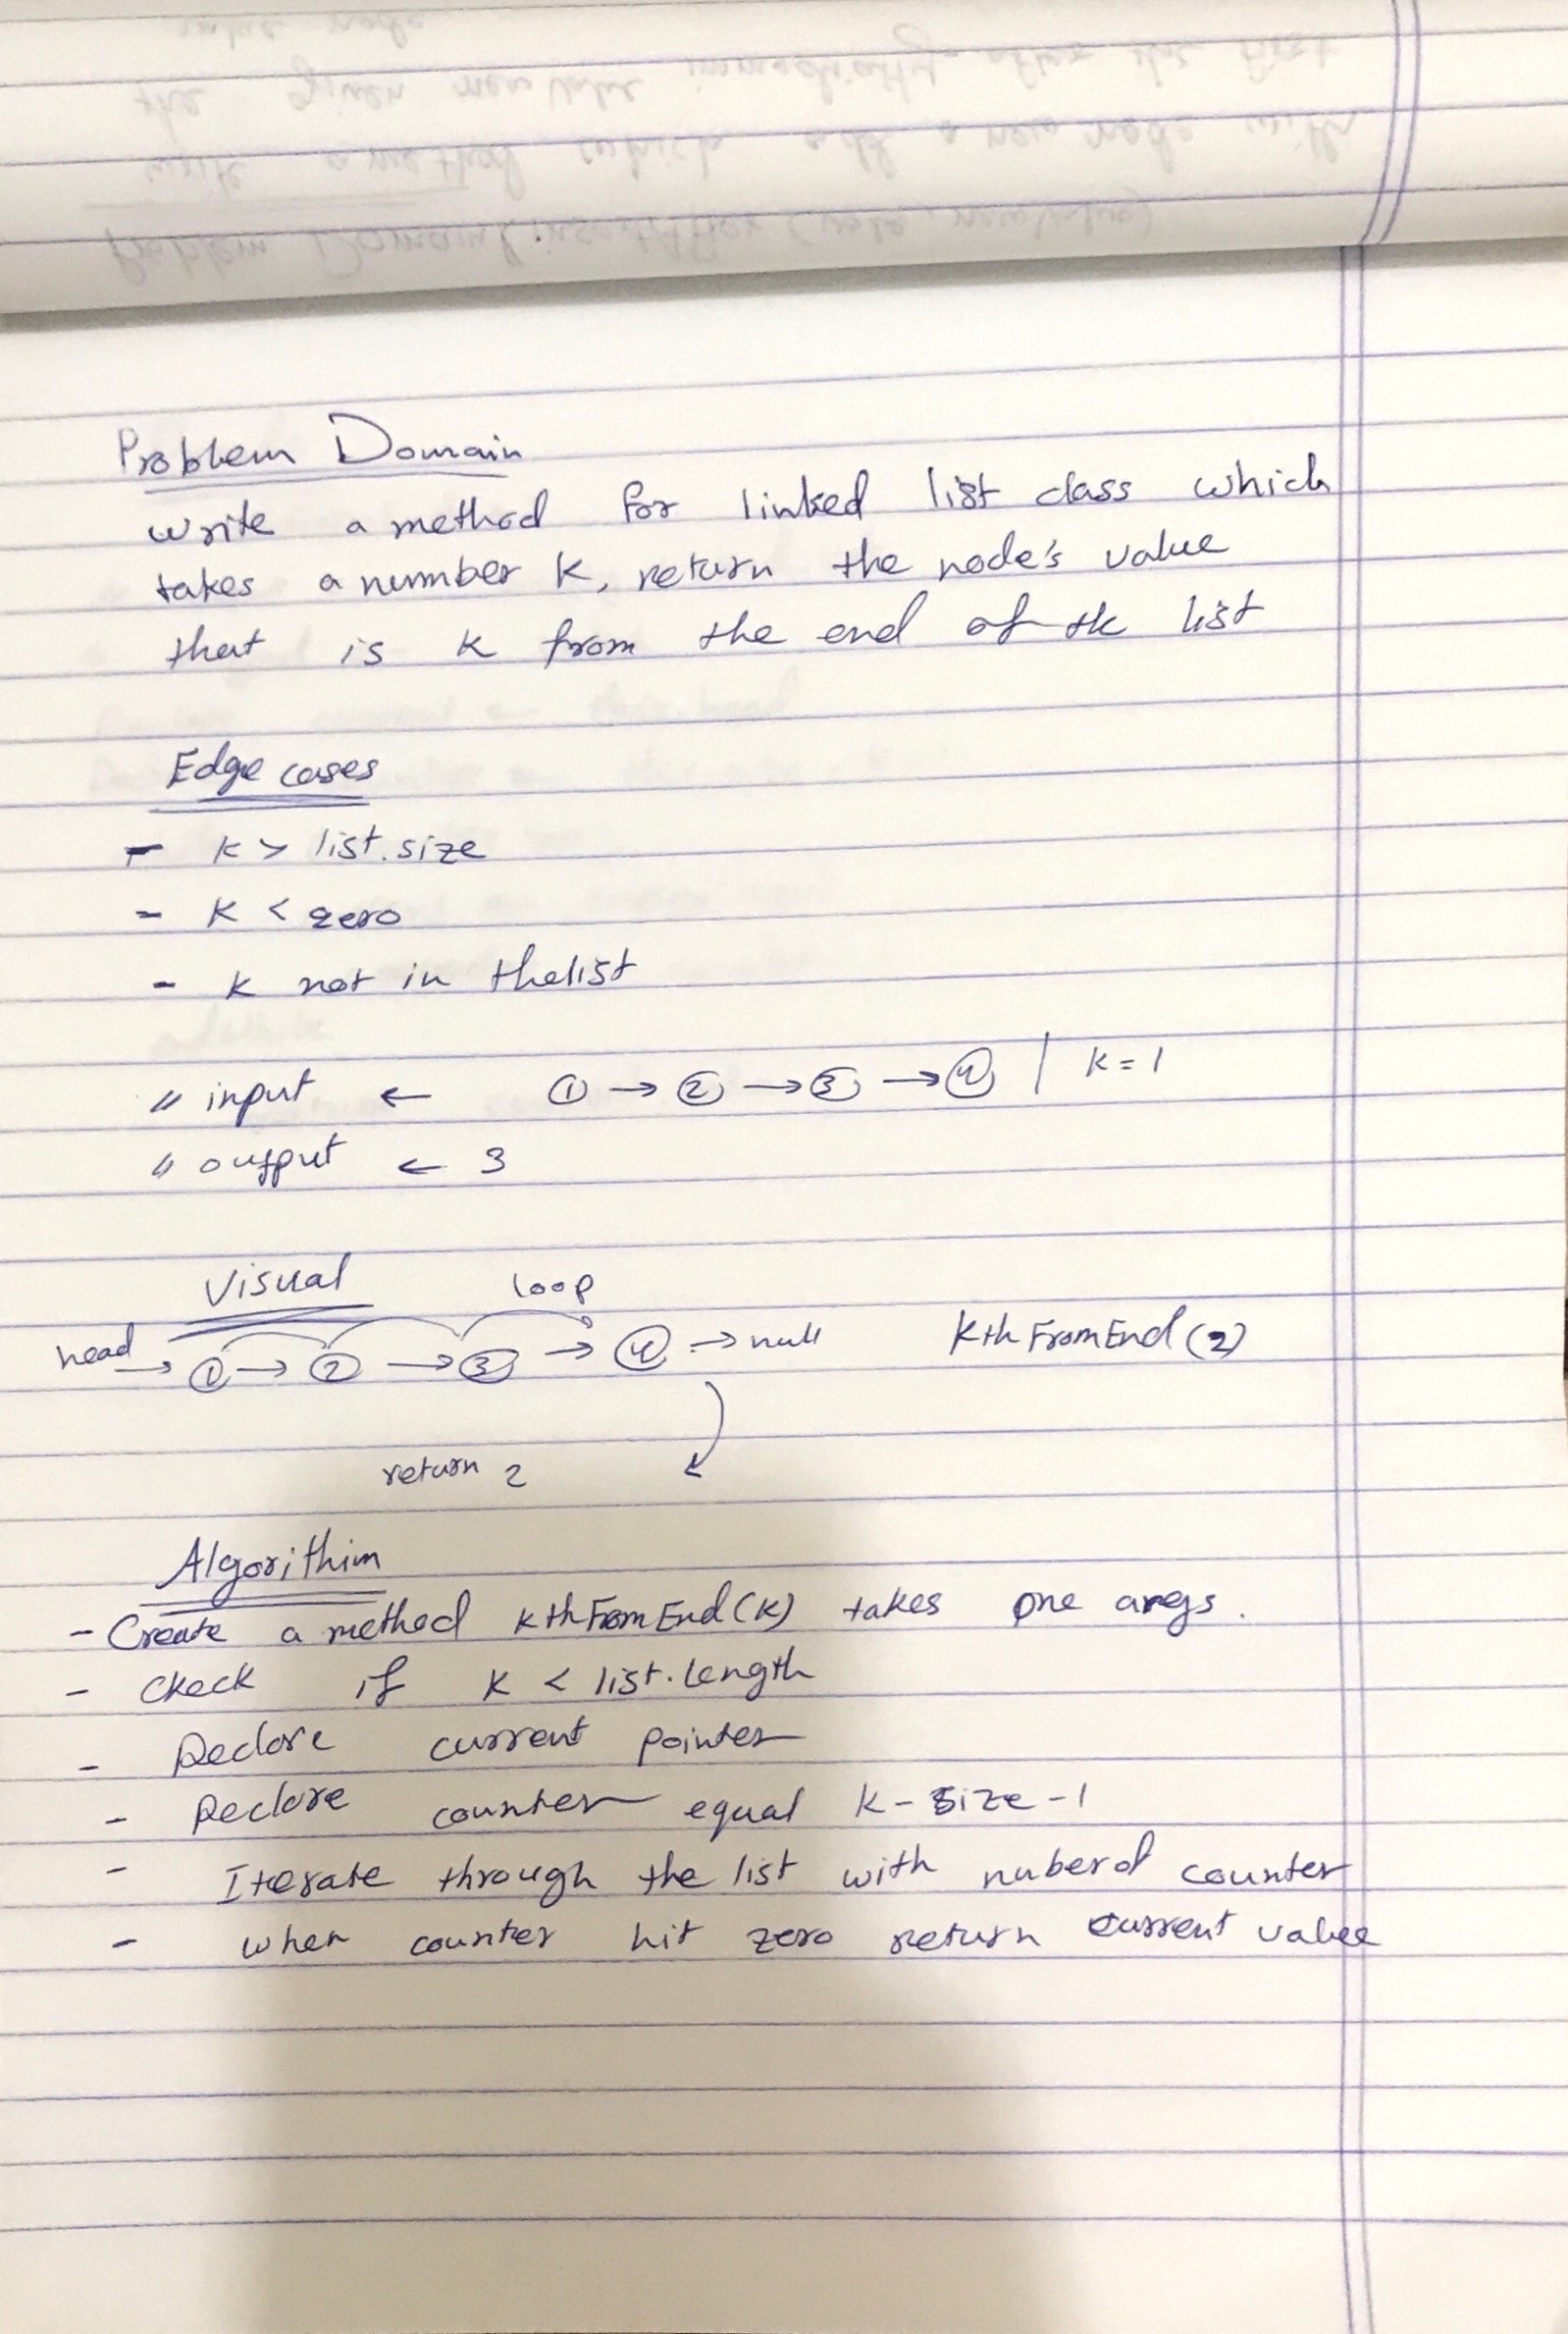 Problem Domain
write a method for linked list class which
takes a number k, return the node's value
that is k from the end of the list
Edge cases
- k > list.size
- k < zero
- k not in the list
" input ← 1 → 2 → 3 → 4 | k = 1
" output ← 3
Visual loop
head → 1 → 2 → 3 → 4 → null KthFromEnd(2)
return 2
Algorithim
- Create a method kthFromEnd(k) takes one args.
- check if k < list.length
- Declare current pointer
- Declare counter equal k - size - 1
- Iterate through the list with nuber of counter
- when counter hit zero return current value